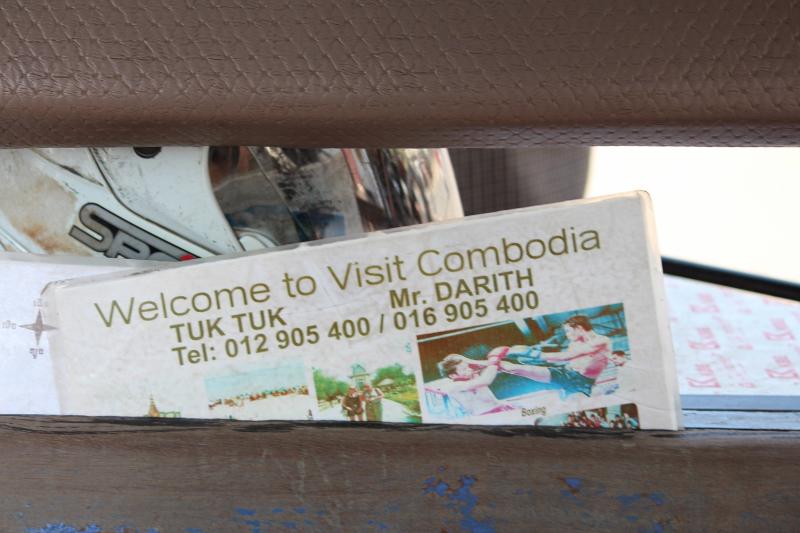 Welcome to Visit Combodia
TUK TUK Mr. DARITH
Tel: 012 905 400 / 016 905 400
Boxing